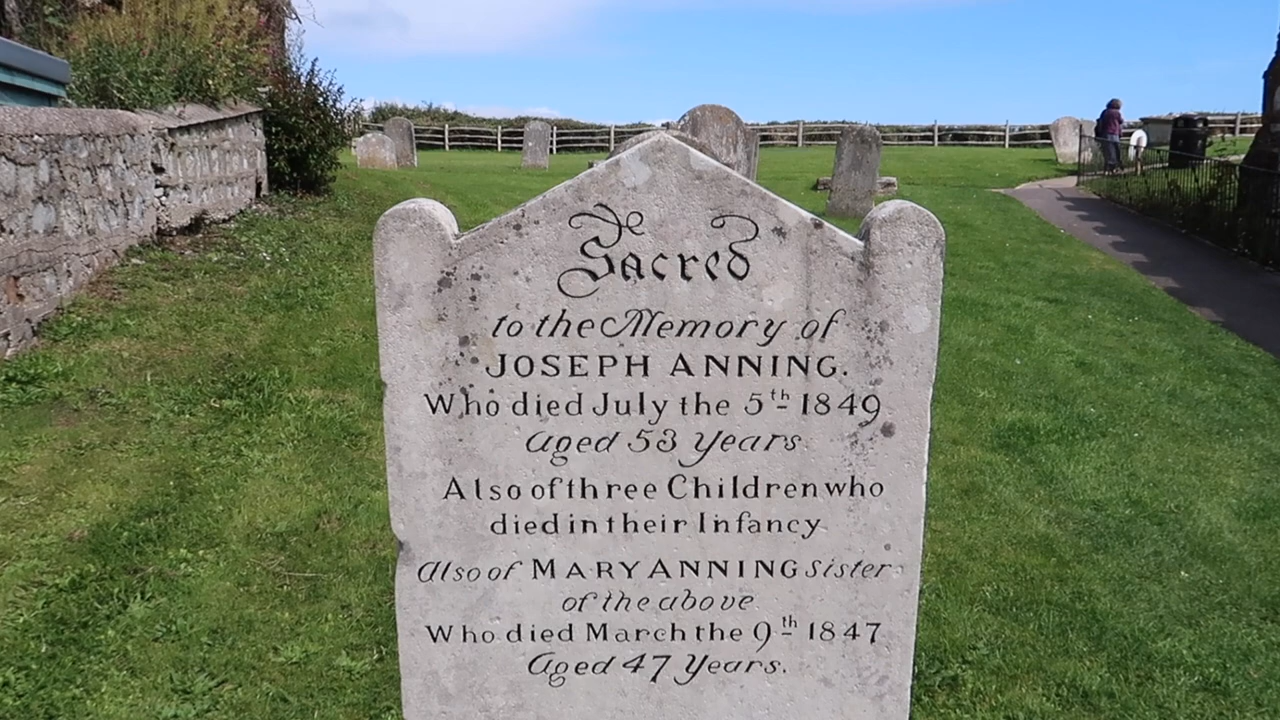 Sacred
to the Memory of
JOSEPH ANNING.
Who died July the 5th 1849
Aged 53 Years
Also of three Children who
died in their Infancy
Also of MARY ANNING sister
of the above
Who died March the 9th 1847
Aged 47 Years.